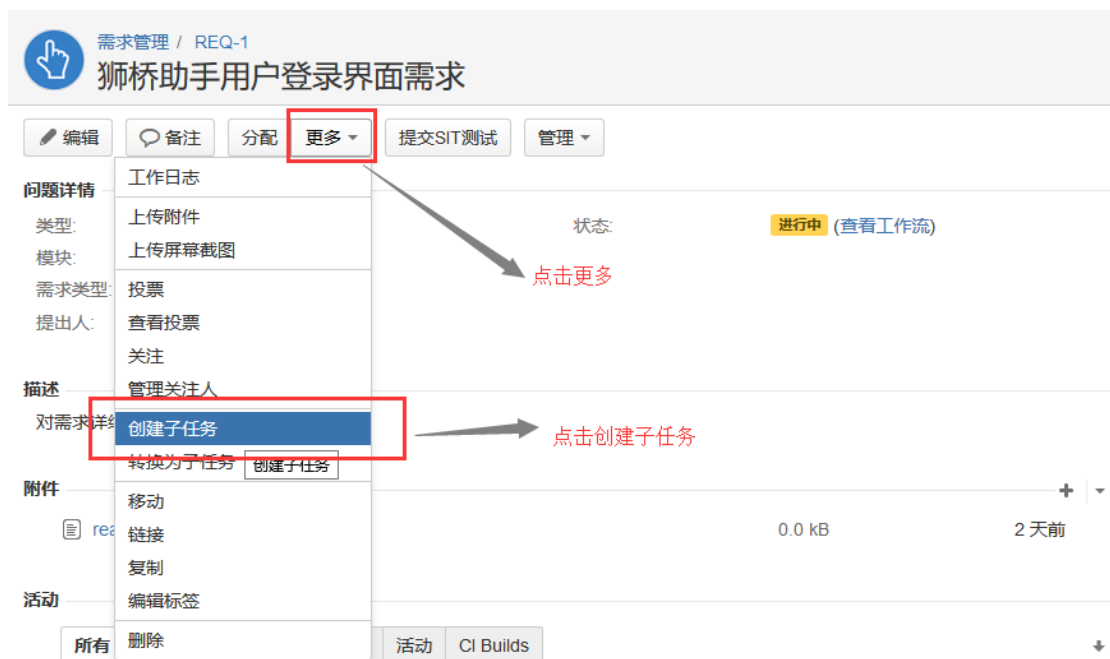 需求管理 / REQ-1
狮桥助手用户登录界面需求
编辑 备注 分配 更多 提交SIT测试 管理
工作日志
问题详情
上传附件
类型: 状态: 进行中 (查看工作流)
上传屏幕截图
模块:
点击更多
需求类型: 投票
提出人: 查看投票
关注
描述 管理关注人
对需求详 创建子任务 点击创建子任务
转换为子任务 创建子任务
附件
移动
rea 0.0 kB 2 天前
链接
复制
活动 编辑标签
所有 删除 活动 CI Builds